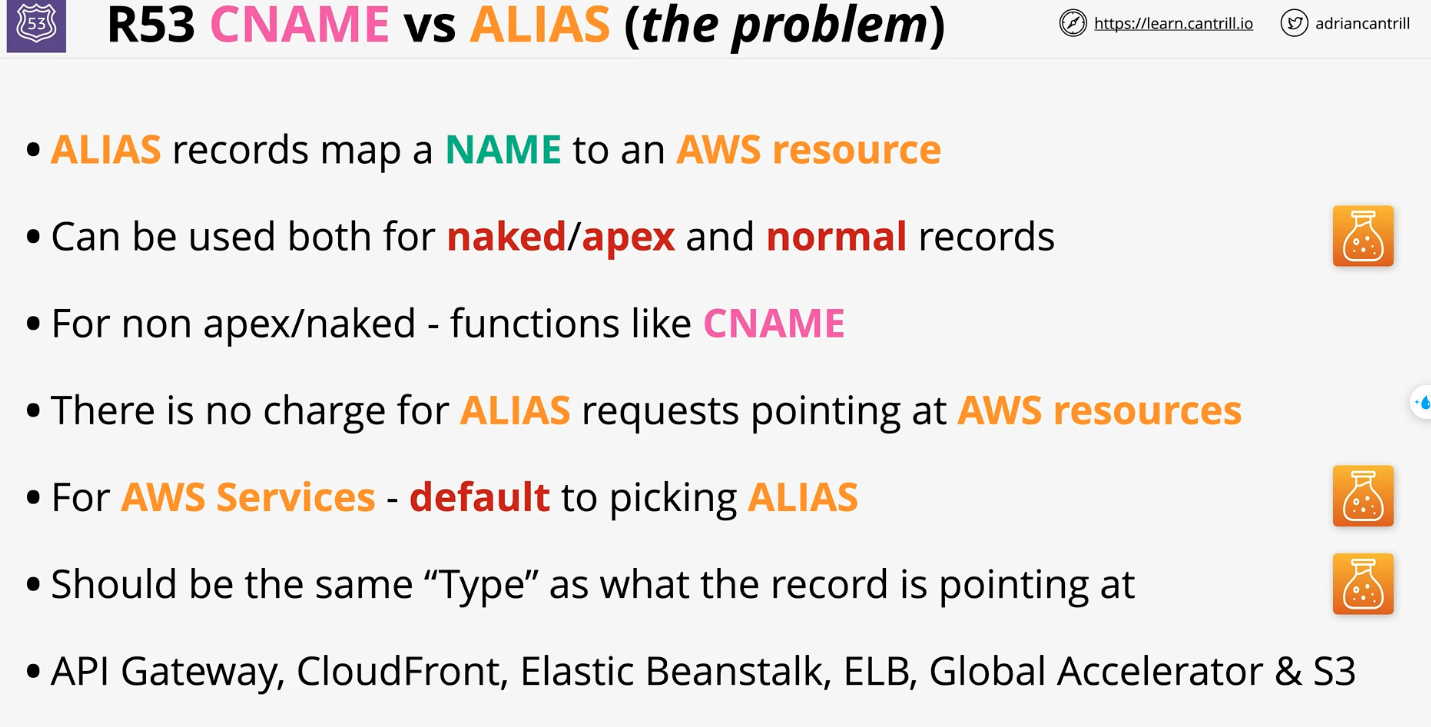 53
R53 CNAME vs ALIAS (the problem)
https://learn.cantrill.io
adriancantrill
• ALIAS records map a NAME to an AWS resource
• Can be used both for naked/apex and normal records
• For non apex/naked - functions like CNAME
• There is no charge for ALIAS requests pointing at AWS resources
• For AWS Services - default to picking ALIAS
• Should be the same “Type” as what the record is pointing at
• API Gateway, CloudFront, Elastic Beanstalk, ELB, Global Accelerator & S3